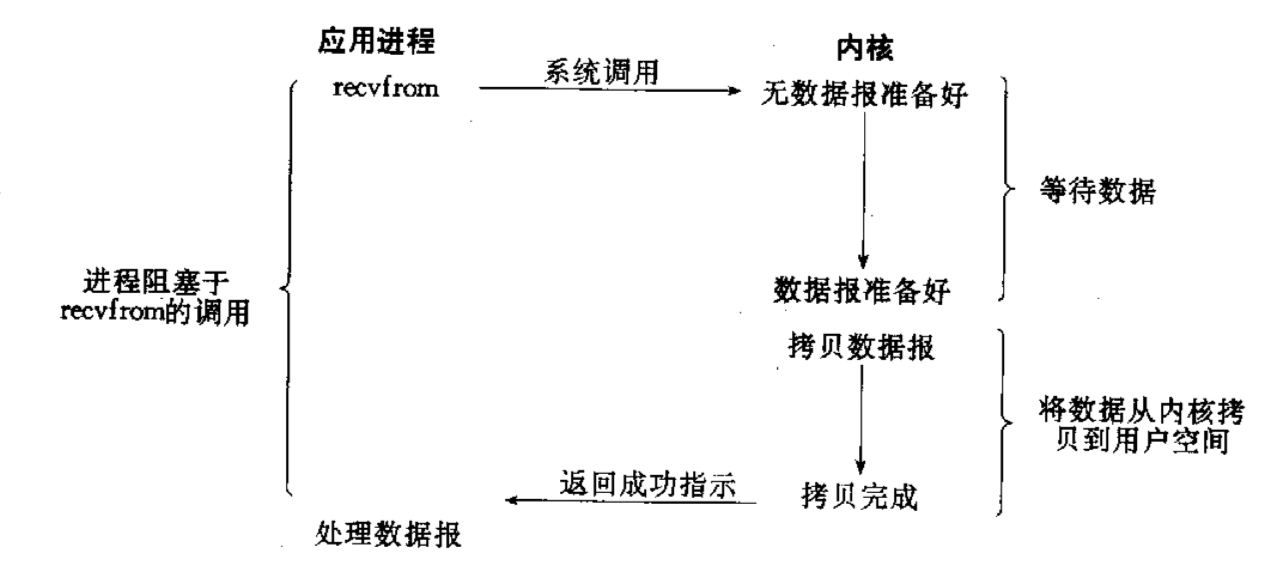 应用进程
内核
recvfrom
系统调用
无数据报准备好
等待数据
进程阻塞于
recvfrom的调用
数据报准备好
拷贝数据报
将数据从内核拷
贝到用户空间
返回成功指示
拷贝完成
处理数据报